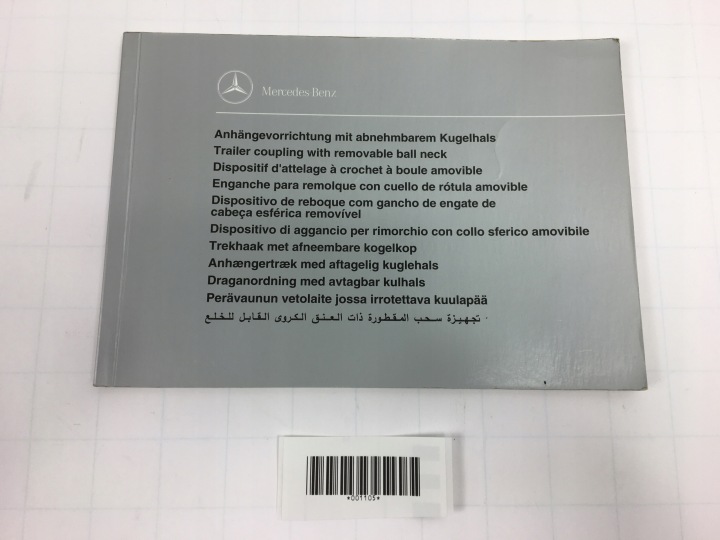 Mercedes-Benz
Anhängevorrichtung mit abnehmbarem Kugelhals
Trailer coupling with removable ball neck
Dispositif d'attelage à crochet à boule amovible
Enganche para remolque con cuello de rótula amovible
Dispositivo de reboque com gancho de engate de
cabeça esférica removível
Dispositivo di aggancio per rimorchio con collo sferico amovibile
Trekhaak met afneembare kogelkop
Anhængertræk med aftagelig kuglehals
Draganordning med avtagbar kulhals
Perävaunun vetolaite jossa irrotettava kuulapää
تجهيزة سحب المقطورة ذات العنق الكروى القابل للخلع ·
*001105*